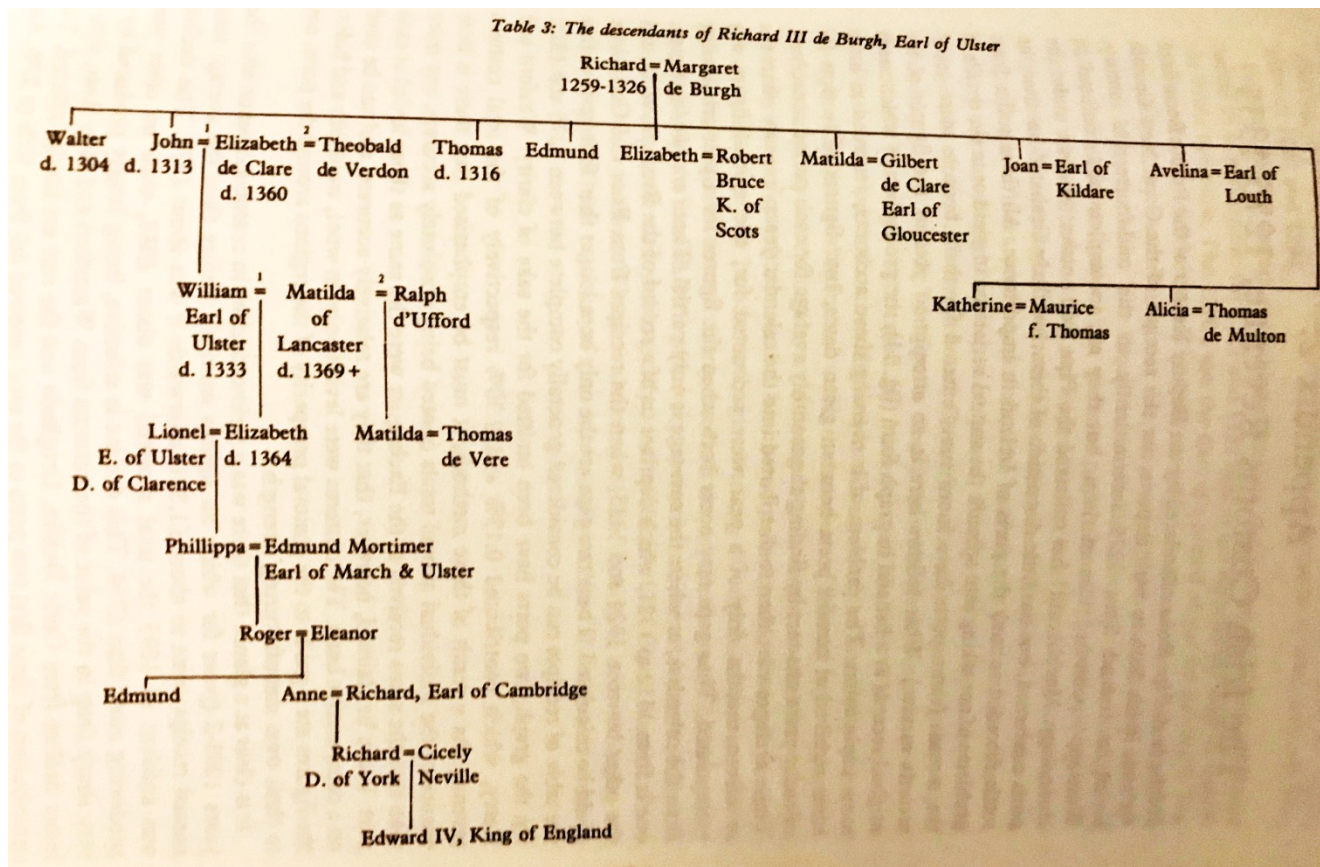 Table 3: The descendants of Richard III de Burgh, Earl of Ulster
Richard = Margaret
1259-1326 de Burgh
Walter
d. 1304
John =
d. 1313
1
Elizabeth
de Clare
d. 1360
2
= Theobald
de Verdon
Thomas
d. 1316
Edmund
Elizabeth = Robert
Bruce
K. of
Scots
Matilda = Gilbert
de Clare
Earl of
Gloucester
Joan = Earl of
Kildare
Avelina = Earl of
Louth
Katherine = Maurice
f. Thomas
Alicia = Thomas
de Multon
William =
Earl of
Ulster
d. 1333
1
Matilda
of
Lancaster
d. 1369+
2
= Ralph
d'Ufford
Lionel = Elizabeth
E. of Ulster d. 1364
D. of Clarence
Matilda = Thomas
de Vere
Phillippa = Edmund Mortimer
Earl of March & Ulster
Roger = Eleanor
Edmund
Anne = Richard, Earl of Cambridge
Richard = Cicely
D. of York Neville
Edward IV, King of England